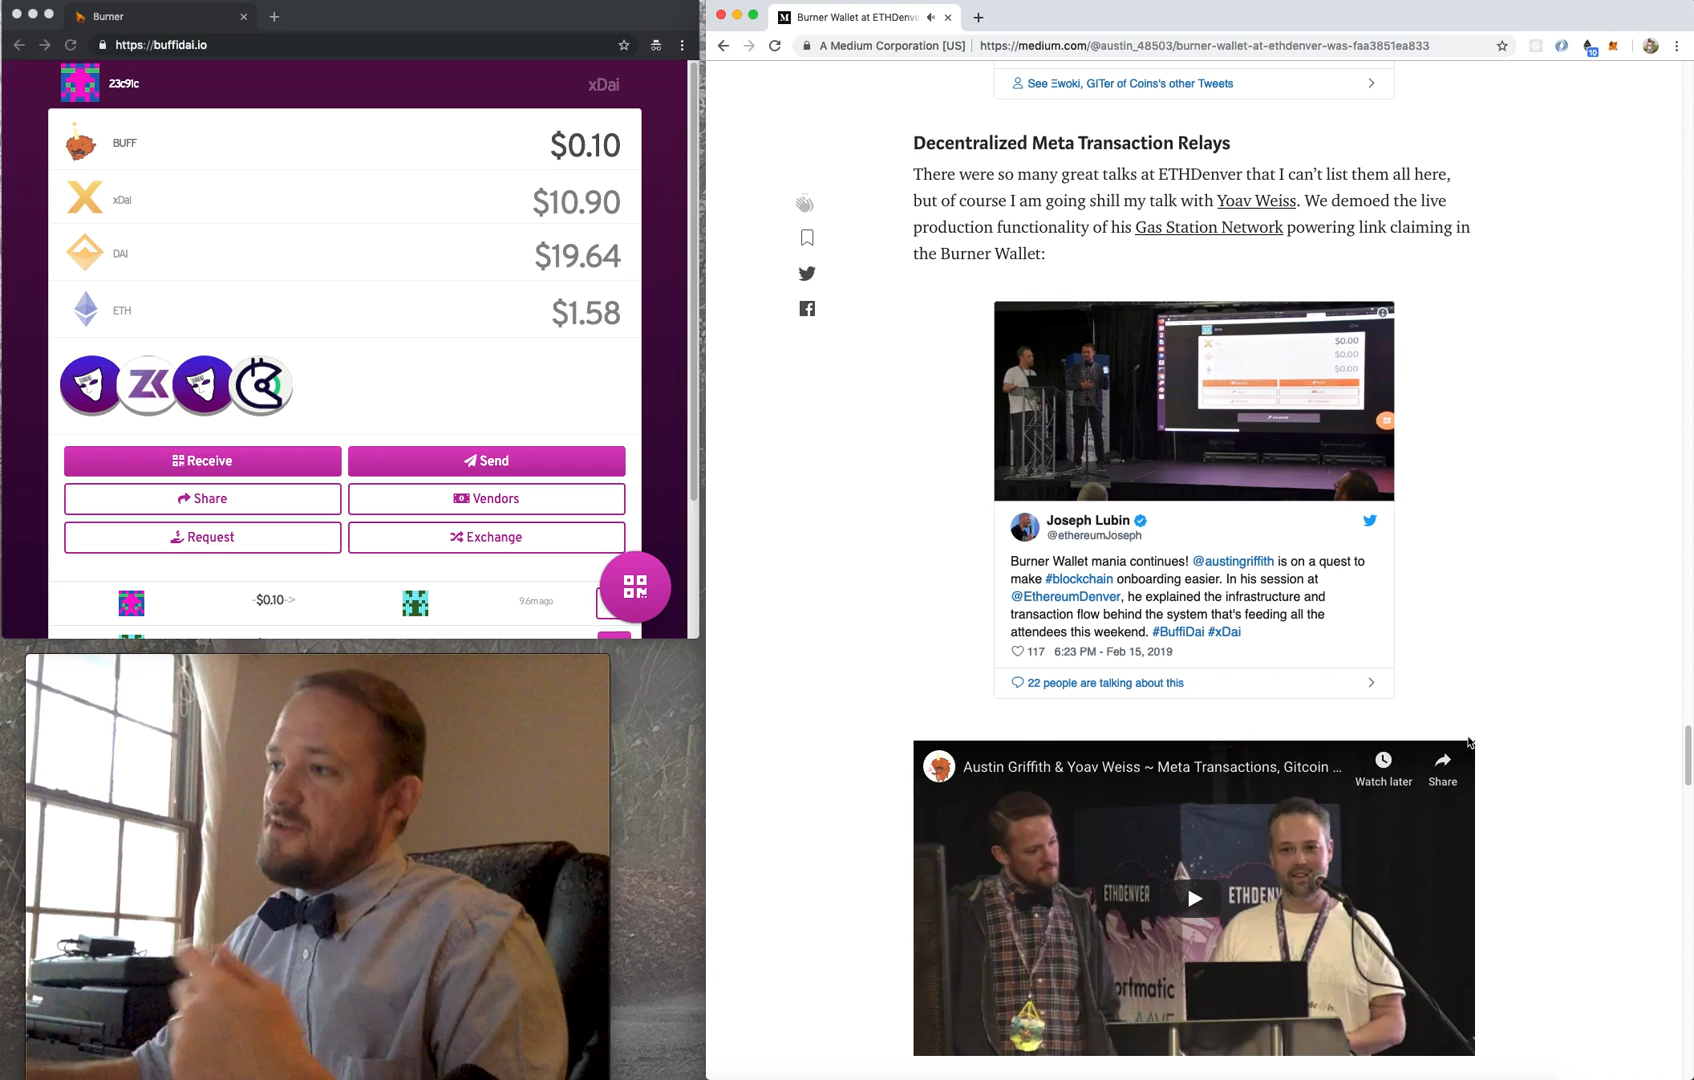 Burner
https://buffidai.io
23c91c
xDai
BUFF
$0.10
xDai
$10.90
DAI
$19.64
ETH
$1.58
Receive
Send
Share
Vendors
Request
Exchange
-$0.10->
9.6m ago
Burner Wallet at ETHDenve
A Medium Corporation [US]
https://medium.com/@austin_48503/burner-wallet-at-ethdenver-was-faa3851ea833
10
See Ξwoki, GITer of Coins's other Tweets
Decentralized Meta Transaction Relays
There were so many great talks at ETHDenver that I can’t list them all here,
but of course I am going shill my talk with Yoav Weiss. We demoed the live
production functionality of his Gas Station Network powering link claiming in
the Burner Wallet:
$0.00
$0.00
$0.00
Joseph Lubin
@ethereumJoseph
Burner Wallet mania continues! @austingriffith is on a quest to
make #blockchain onboarding easier. In his session at
@EthereumDenver, he explained the infrastructure and
transaction flow behind the system that's feeding all the
attendees this weekend. #BuffiDai #xDai
117 6:23 PM - Feb 15, 2019
22 people are talking about this
Austin Griffith & Yoav Weiss ~ Meta Transactions, Gitcoin ...
Watch later
Share
ETHDENVER
ETHDEN
ortmatic
AAVE